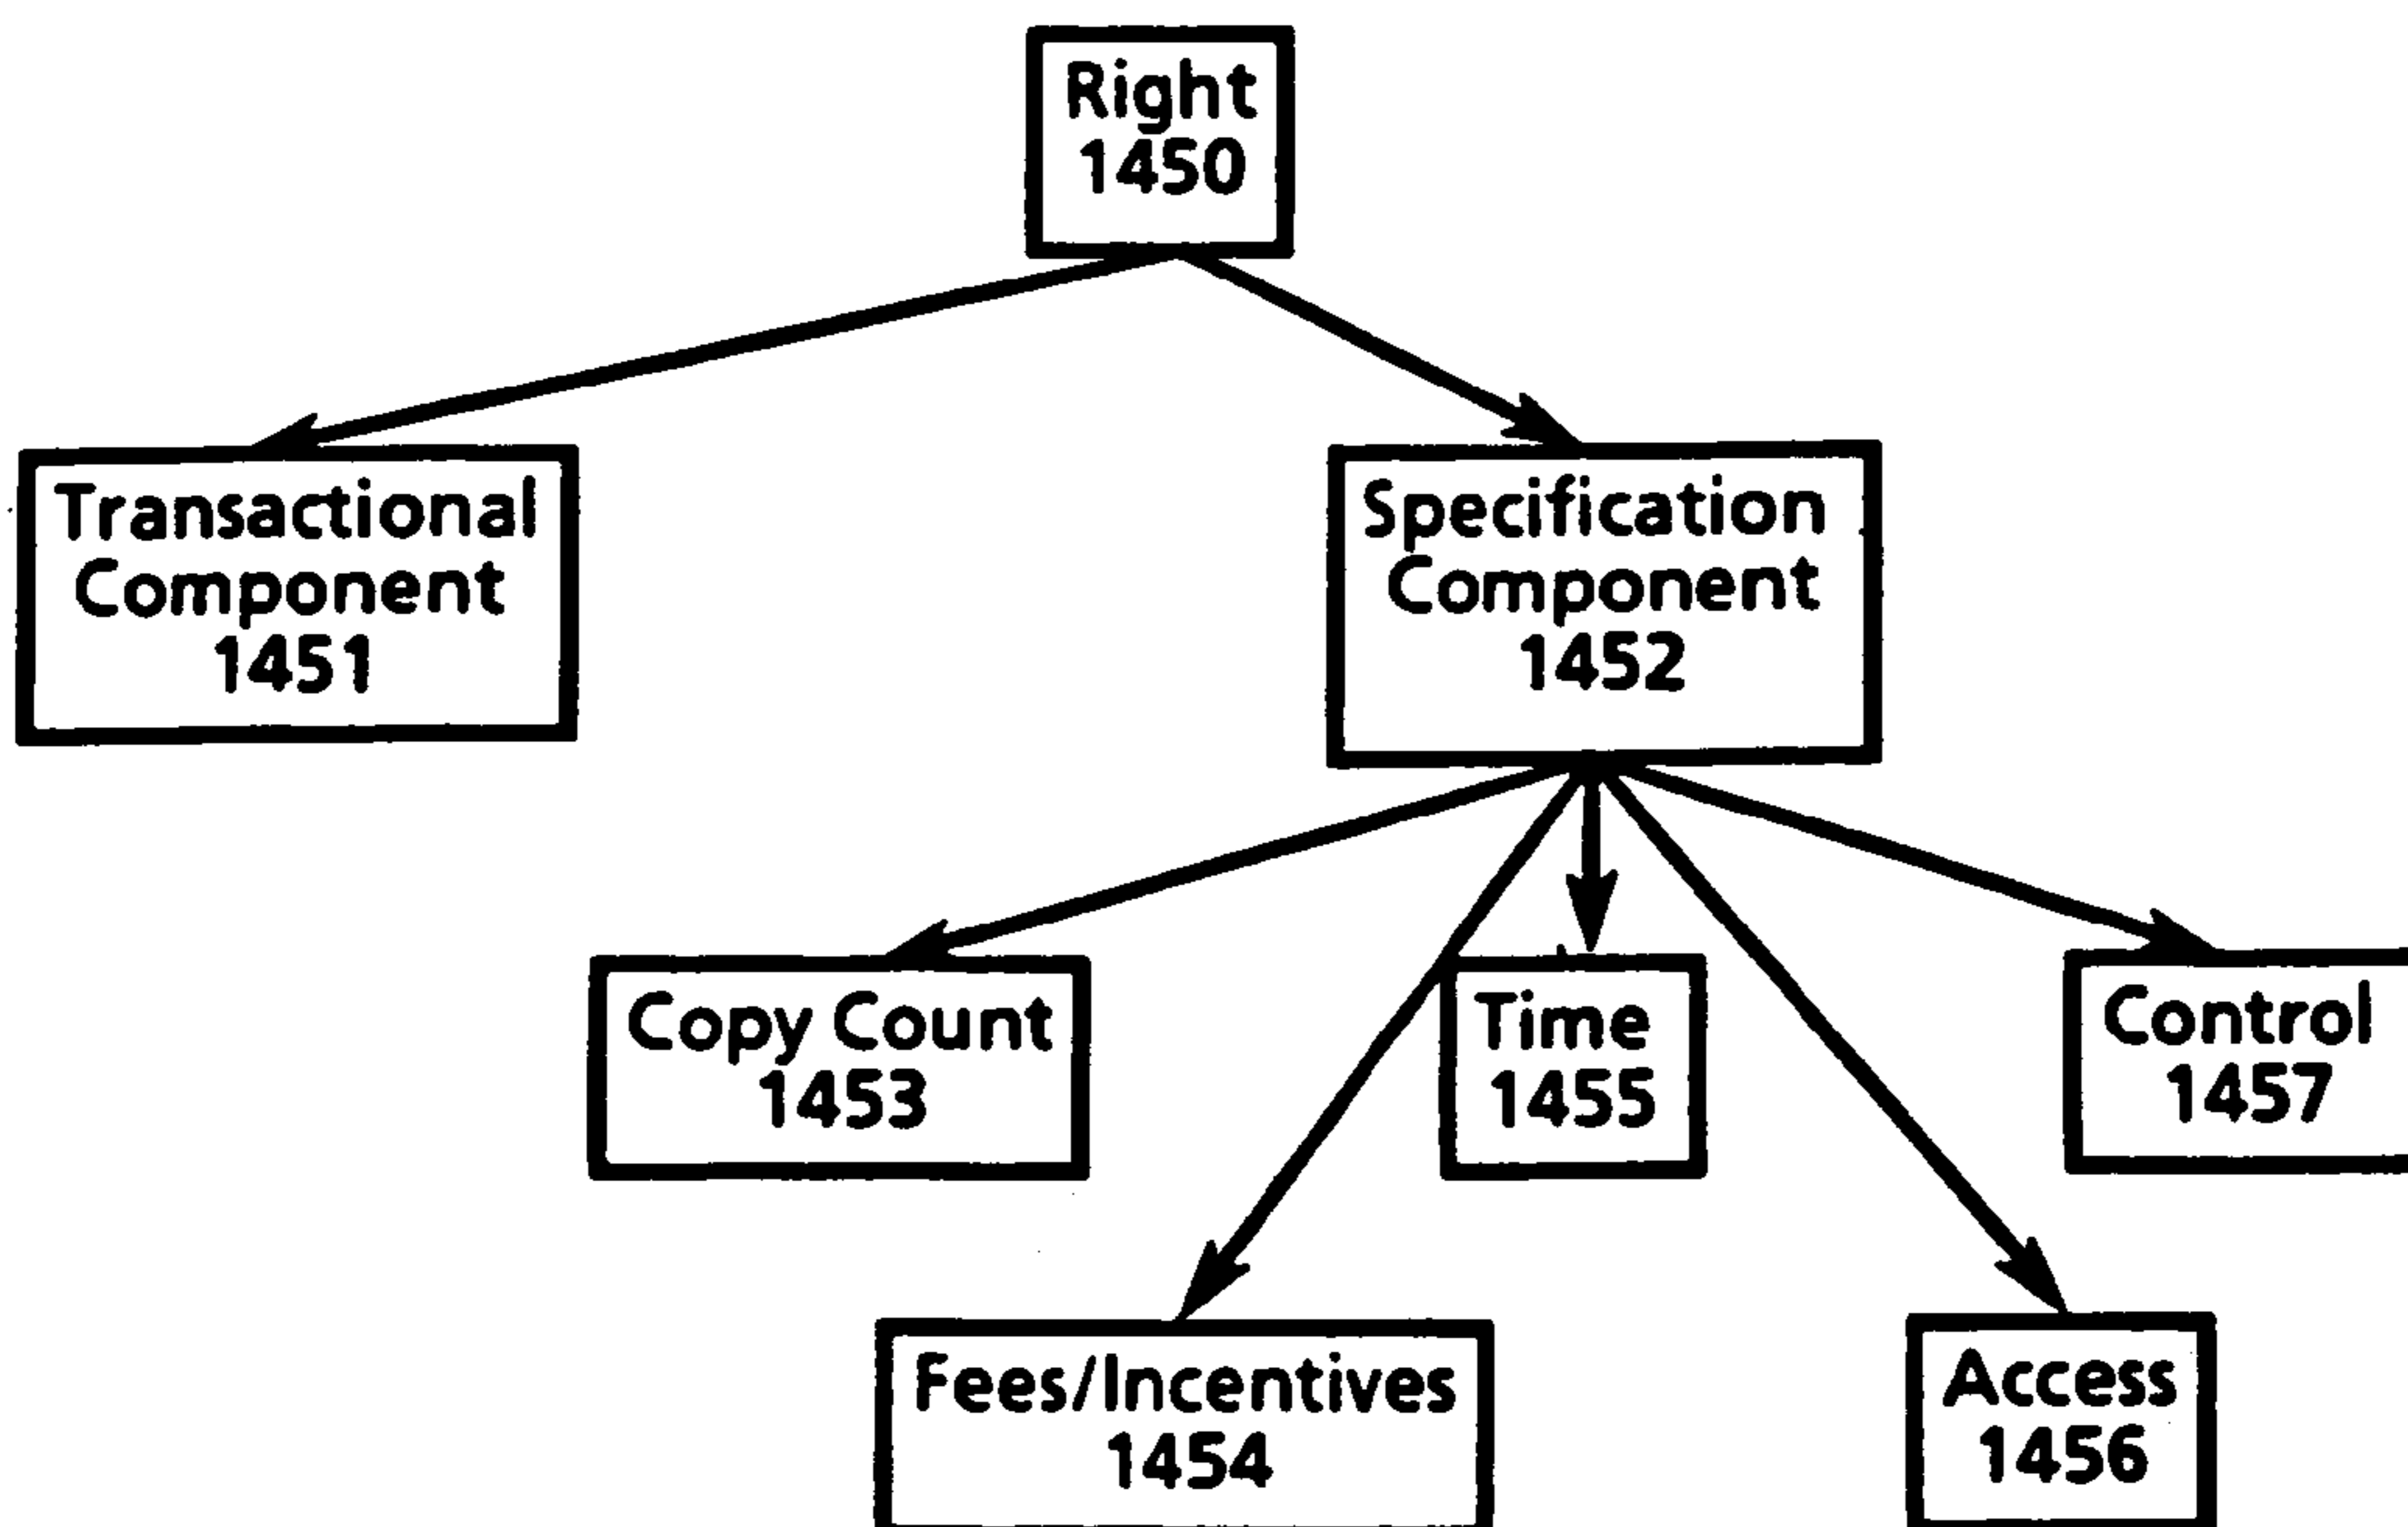 Right
1450
Transactional
Component
1451
Specification
Component
1452
Copy Count
1453
Time
1455
Control
1457
Fees/Incentives
1454
Access
1456